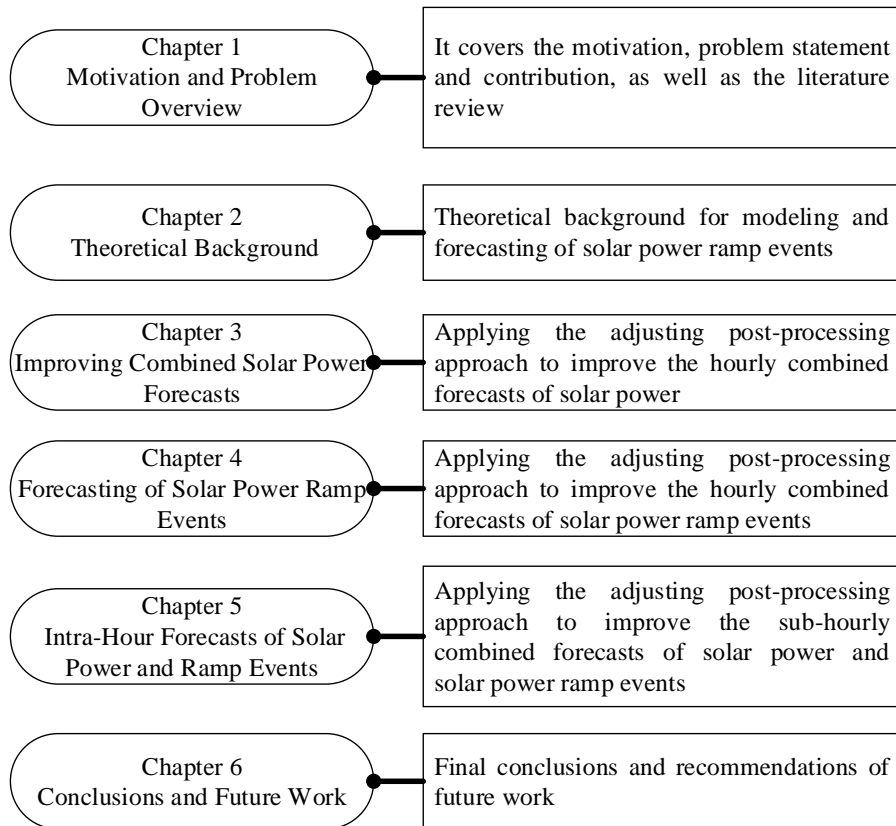 Chapter 1
Motivation and Problem
Overview
It covers the motivation, problem statement
and contribution, as well as the literature
review
Chapter 2
Theoretical Background
Theoretical background for modeling and
forecasting of solar power ramp events
Chapter 3
Improving Combined Solar Power
Forecasts
Applying the adjusting post-processing
approach to improve the hourly combined
forecasts of solar power
Chapter 4
Forecasting of Solar Power Ramp
Events
Applying the adjusting post-processing
approach to improve the hourly combined
forecasts of solar power ramp events
Chapter 5
Intra-Hour Forecasts of Solar
Power and Ramp Events
Applying the adjusting post-processing
approach to improve the sub-hourly
combined forecasts of solar power and
solar power ramp events
Chapter 6
Conclusions and Future Work
Final conclusions and recommendations of
future work